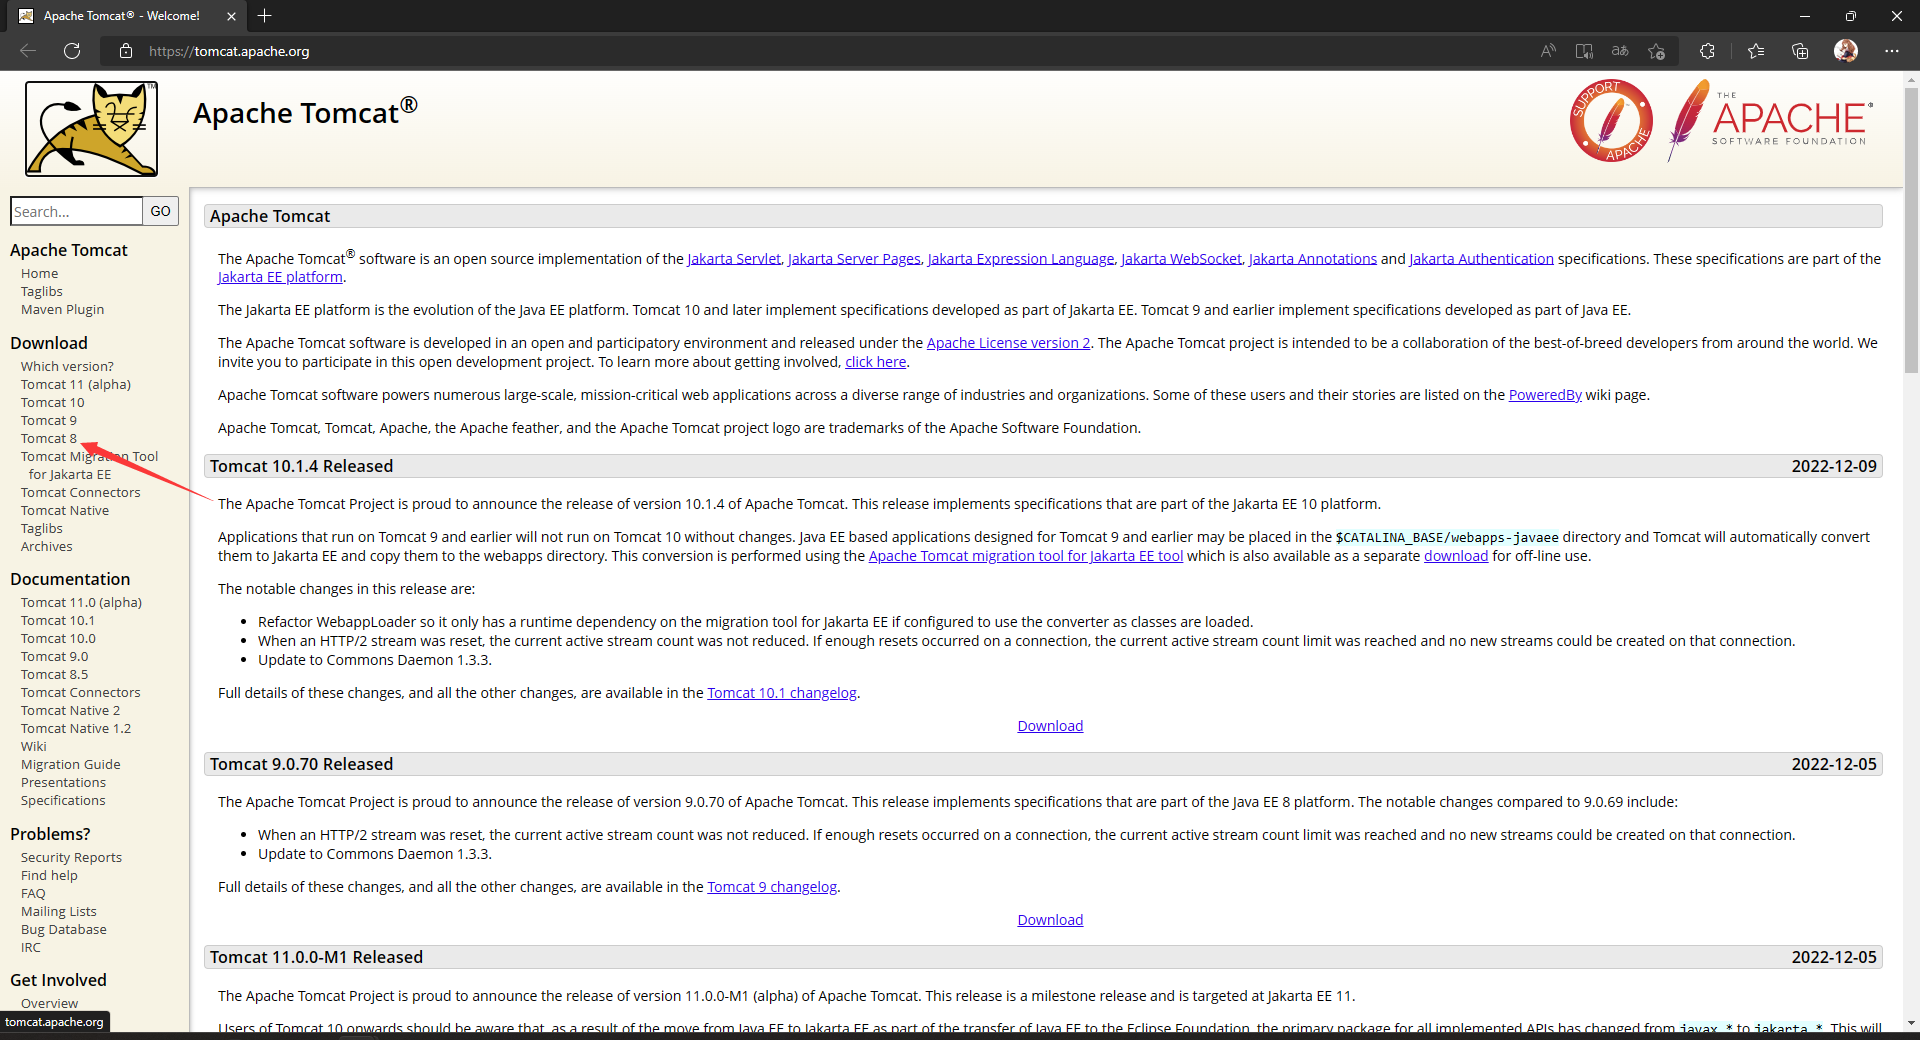 Apache Tomcat® - Welcome!
https://tomcat.apache.org
TM
Apache Tomcat®
SUPPORT APACHE
THE
APACHE®
SOFTWARE FOUNDATION
Search...
GO
Apache Tomcat
Home
Taglibs
Maven Plugin
Download
Which version?
Tomcat 11 (alpha)
Tomcat 10
Tomcat 9
Tomcat 8
Tomcat Migration Tool
for Jakarta EE
Tomcat Connectors
Tomcat Native
Taglibs
Archives
Documentation
Tomcat 11.0 (alpha)
Tomcat 10.1
Tomcat 10.0
Tomcat 9.0
Tomcat 8.5
Tomcat Connectors
Tomcat Native 2
Tomcat Native 1.2
Wiki
Migration Guide
Presentations
Specifications
Problems?
Security Reports
Find help
FAQ
Mailing Lists
Bug Database
IRC
Get Involved
Overview
tomcat.apache.org
Apache Tomcat
The Apache Tomcat® software is an open source implementation of the Jakarta Servlet, Jakarta Server Pages, Jakarta Expression Language, Jakarta WebSocket, Jakarta Annotations and Jakarta Authentication specifications. These specifications are part of the
Jakarta EE platform.
The Jakarta EE platform is the evolution of the Java EE platform. Tomcat 10 and later implement specifications developed as part of Jakarta EE. Tomcat 9 and earlier implement specifications developed as part of Java EE.
The Apache Tomcat software is developed in an open and participatory environment and released under the Apache License version 2. The Apache Tomcat project is intended to be a collaboration of the best-of-breed developers from around the world. We
invite you to participate in this open development project. To learn more about getting involved, click here.
Apache Tomcat software powers numerous large-scale, mission-critical web applications across a diverse range of industries and organizations. Some of these users and their stories are listed on the PoweredBy wiki page.
Apache Tomcat, Tomcat, Apache, the Apache feather, and the Apache Tomcat project logo are trademarks of the Apache Software Foundation.
Tomcat 10.1.4 Released 2022-12-09
The Apache Tomcat Project is proud to announce the release of version 10.1.4 of Apache Tomcat. This release implements specifications that are part of the Jakarta EE 10 platform.
Applications that run on Tomcat 9 and earlier will not run on Tomcat 10 without changes. Java EE based applications designed for Tomcat 9 and earlier may be placed in the $CATALINA_BASE/webapps-javaee directory and Tomcat will automatically convert
them to Jakarta EE and copy them to the webapps directory. This conversion is performed using the Apache Tomcat migration tool for Jakarta EE tool which is also available as a separate download for off-line use.
The notable changes in this release are:
• Refactor WebappLoader so it only has a runtime dependency on the migration tool for Jakarta EE if configured to use the converter as classes are loaded.
• When an HTTP/2 stream was reset, the current active stream count was not reduced. If enough resets occurred on a connection, the current active stream count limit was reached and no new streams could be created on that connection.
• Update to Commons Daemon 1.3.3.
Full details of these changes, and all the other changes, are available in the Tomcat 10.1 changelog.
Download
Tomcat 9.0.70 Released 2022-12-05
The Apache Tomcat Project is proud to announce the release of version 9.0.70 of Apache Tomcat. This release implements specifications that are part of the Java EE 8 platform. The notable changes compared to 9.0.69 include:
• When an HTTP/2 stream was reset, the current active stream count was not reduced. If enough resets occurred on a connection, the current active stream count limit was reached and no new streams could be created on that connection.
• Update to Commons Daemon 1.3.3.
Full details of these changes, and all the other changes, are available in the Tomcat 9 changelog.
Download
Tomcat 11.0.0-M1 Released 2022-12-05
The Apache Tomcat Project is proud to announce the release of version 11.0.0-M1 (alpha) of Apache Tomcat. This release is a milestone release and is targeted at Jakarta EE 11.
Users of Tomcat 10 onwards should be aware that, as a result of the move from Java EE to Jakarta EE as part of the transfer of Java EE to the Eclipse Foundation, the primary package for all implemented APIs has changed from javax.* to jakarta.*. This will